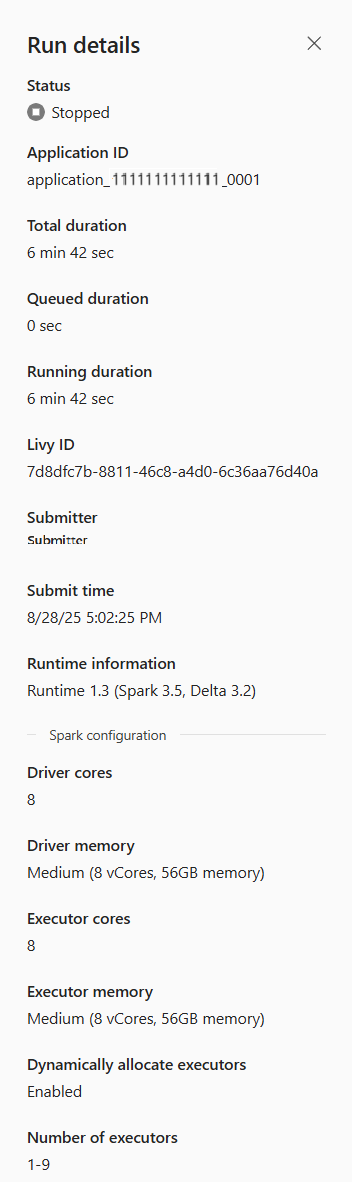 Run details
Status
Stopped
Application ID
application_1111111111111_0001
Total duration
6 min 42 sec
Queued duration
0 sec
Running duration
6 min 42 sec
Livy ID
7d8dfc7b-8811-46c8-a4d0-6c36aa76d40a
Submitter
Submitter
Submit time
8/28/25 5:02:25 PM
Runtime information
Runtime 1.3 (Spark 3.5, Delta 3.2)
Spark configuration
Driver cores
8
Driver memory
Medium (8 vCores, 56GB memory)
Executor cores
8
Executor memory
Medium (8 vCores, 56GB memory)
Dynamically allocate executors
Enabled
Number of executors
1-9